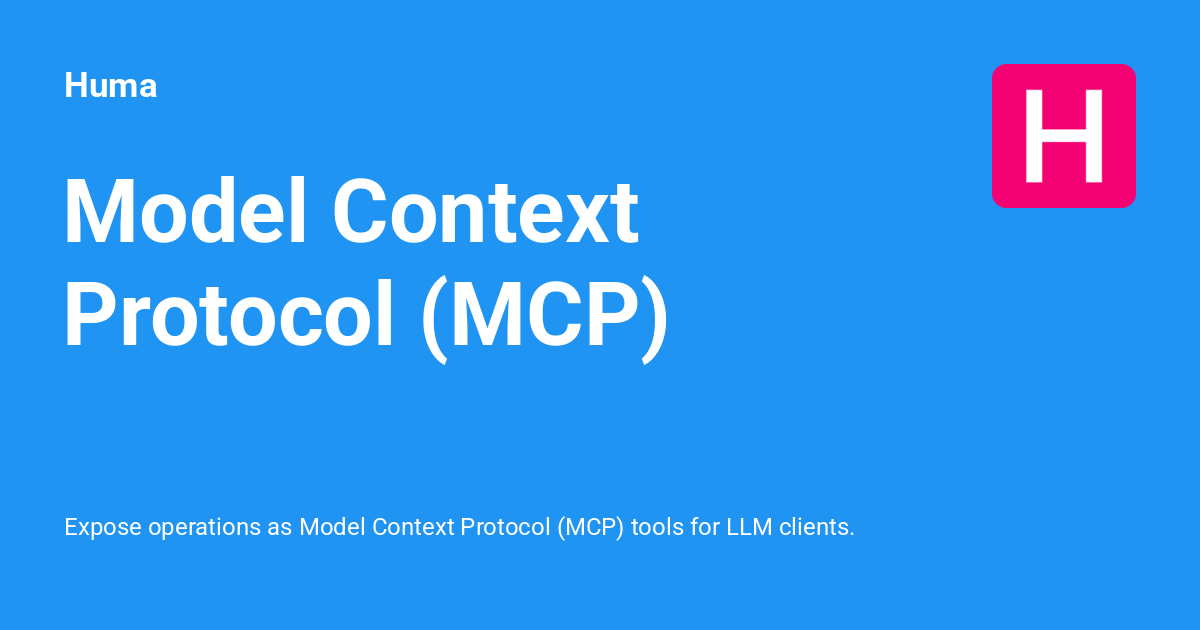 Huma
H
Model Context
Protocol (MCP)
Expose operations as Model Context Protocol (MCP) tools for LLM clients.